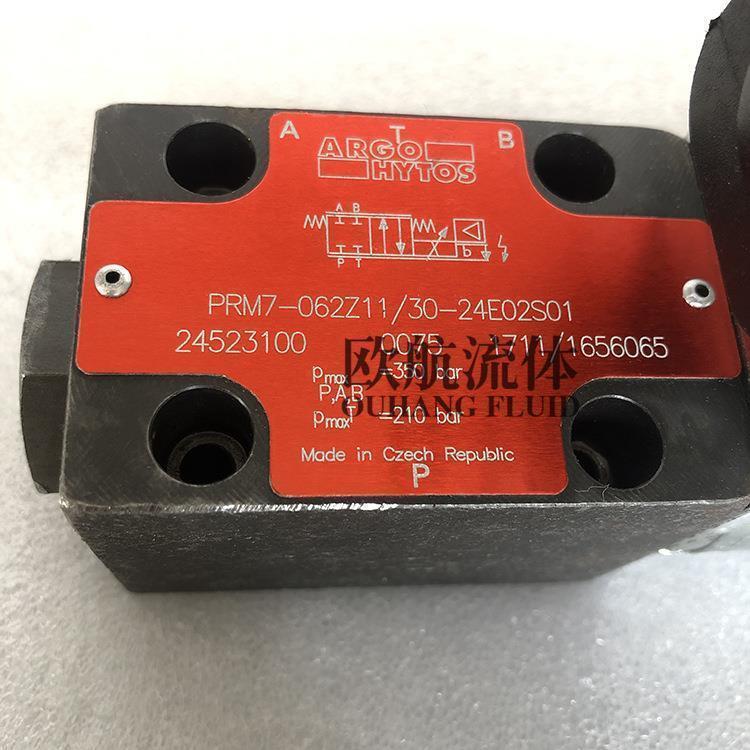 A T B
ARGO
HYTOS
A B
P T
PRM7-062Z11/30-24E02S01
24523100 0075 1711/1656065
欧航流体
OUHANG FLUID
pmax P,A,B =350 bar
pmaxT =210 bar
Made in Czech Republic
P